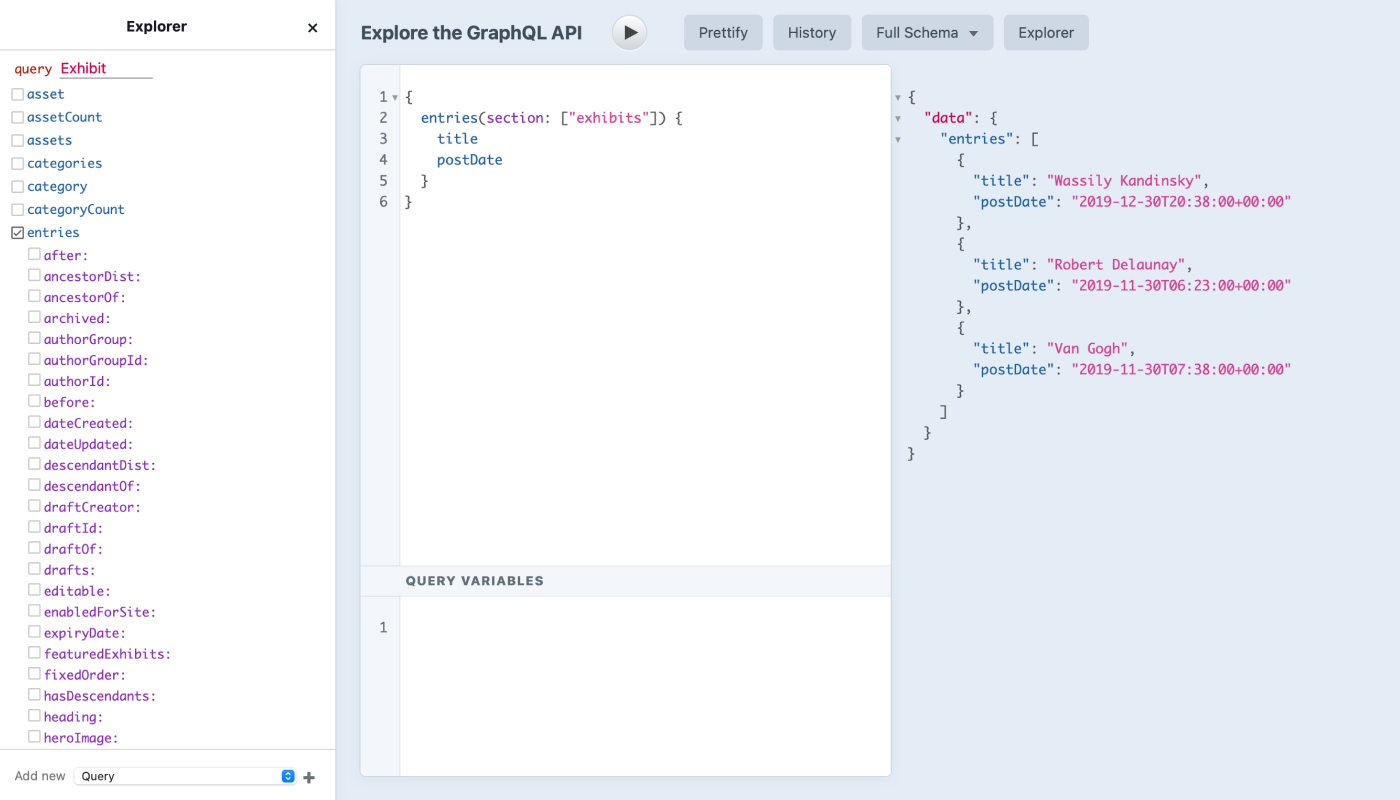 Explorer
query Exhibit
asset
assetCount
assets
categories
category
categoryCount
entries
after:
ancestorDist:
ancestorOf:
archived:
authorGroup:
authorGroupId:
authorId:
before:
dateCreated:
dateUpdated:
descendantDist:
descendantOf:
draftCreator:
draftId:
draftOf:
drafts:
editable:
enabledForSite:
expiryDate:
featuredExhibits:
fixedOrder:
hasDescendants:
heading:
heroImage:
Add new Query
Explore the GraphQL API Prettify History Full Schema Explorer
1 {
2 entries(section: ["exhibits"]) {
3 title
4 postDate
5 }
6 }
QUERY VARIABLES
1
{
"data": {
"entries": [
{
"title": "Wassily Kandinsky",
"postDate": "2019-12-30T20:38:00+00:00"
},
{
"title": "Robert Delaunay",
"postDate": "2019-11-30T06:23:00+00:00"
},
{
"title": "Van Gogh",
"postDate": "2019-11-30T07:38:00+00:00"
}
]
}
}